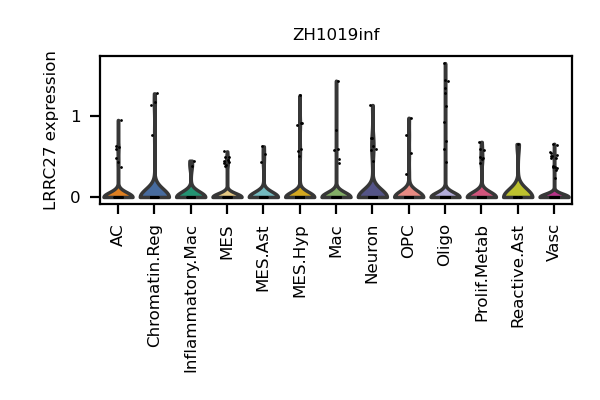 ZH1019inf
LRRC27 expression
1
0
AC
Chromatin.Reg
Inflammatory.Mac
MES
MES.Ast
MES.Hyp
Mac
Neuron
OPC
Oligo
Prolif.Metab
Reactive.Ast
Vasc